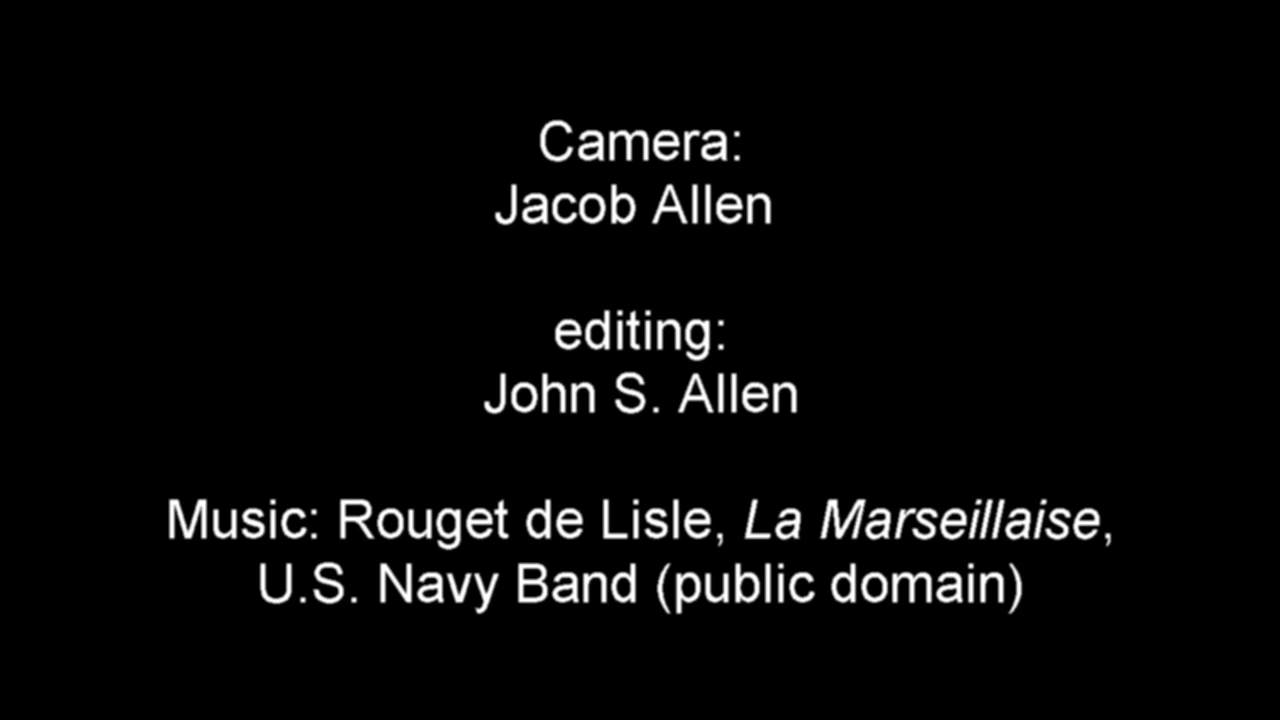 Camera:
Jacob Allen
editing:
John S. Allen
Music: Rouget de Lisle, La Marseillaise,
U.S. Navy Band (public domain)